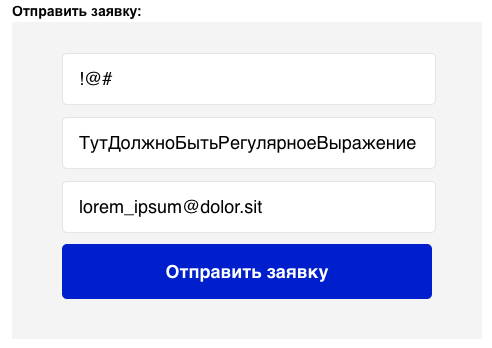 Отправить заявку:
!@#
ТутДолжноБытьРегулярноеВыражение
lorem_ipsum@dolor.sit
Отправить заявку